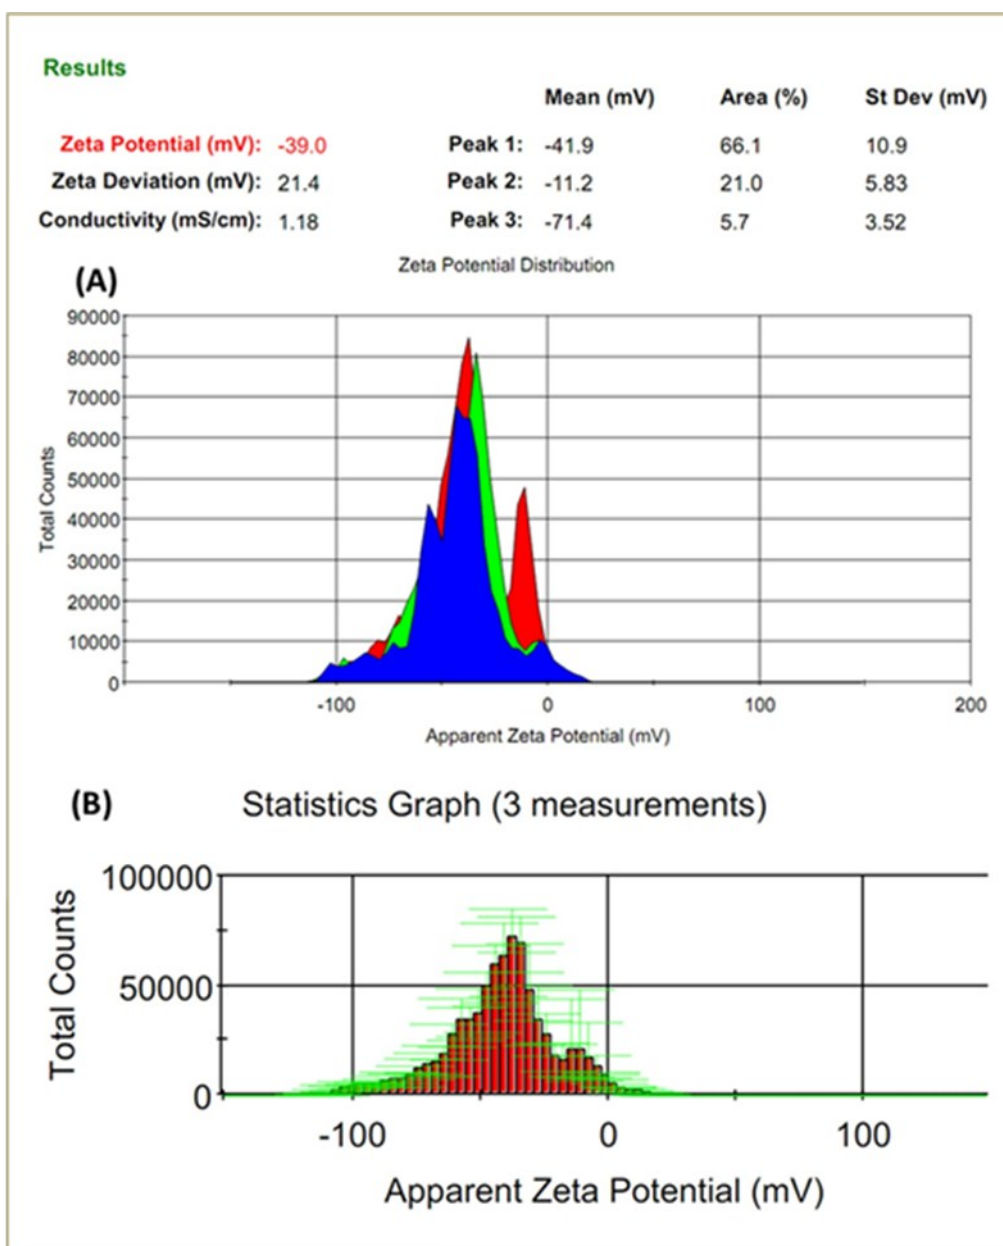 Results
Mean (mV) Area (%) St Dev (mV)
Zeta Potential (mV): -39.0 Peak 1: -41.9 66.1 10.9
Zeta Deviation (mV): 21.4 Peak 2: -11.2 21.0 5.83
Conductivity (mS/cm): 1.18 Peak 3: -71.4 5.7 3.52
Zeta Potential Distribution
(A)
90000
80000
70000
60000
50000
40000
30000
20000
10000
0
Total Counts
-100 0 100 200
Apparent Zeta Potential (mV)
(B) Statistics Graph (3 measurements)
100000
50000
0
Total Counts
-100 0 100
Apparent Zeta Potential (mV)